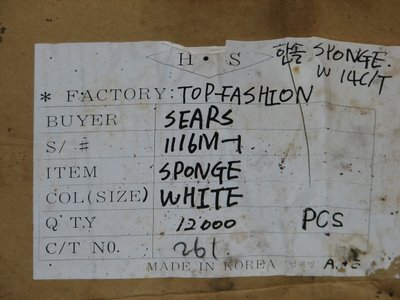 H · S
한솔 SPONGE.
W 14C/T
* FACTORY: TOP-FASHION
BUYER SEARS
S/# 1116M-1
ITEM SPONGE
COL(SIZE) WHITE
Q'T.Y 12000 PCS
C/T NO. 261
MADE IN KOREA